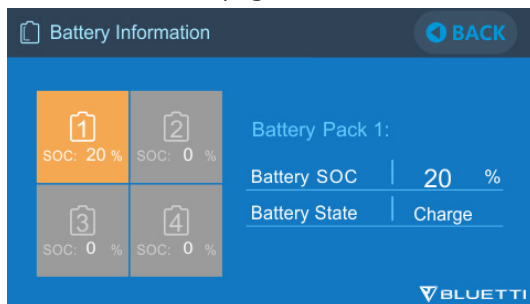 Battery Information
BACK
1
SOC: 20 %
2
SOC: 0 %
3
SOC: 0 %
4
SOC: 0 %
Battery Pack 1:
Battery SOC 20 %
Battery State Charge
BLUETTI